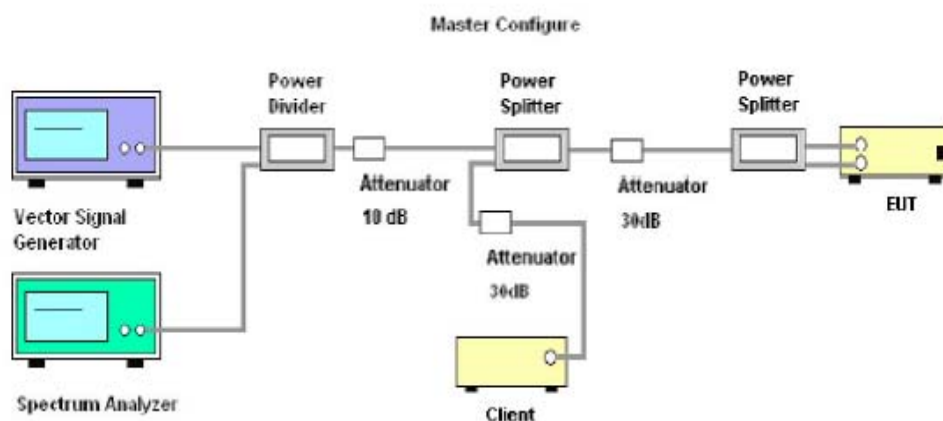 Master Configure
Power
Divider
Power
Splitter
Power
Splitter
Attenuator
10 dB
Attenuator
30dB
EUT
Vector Signal
Generator
Attenuator
30dB
Spectrum Analyzer
Client